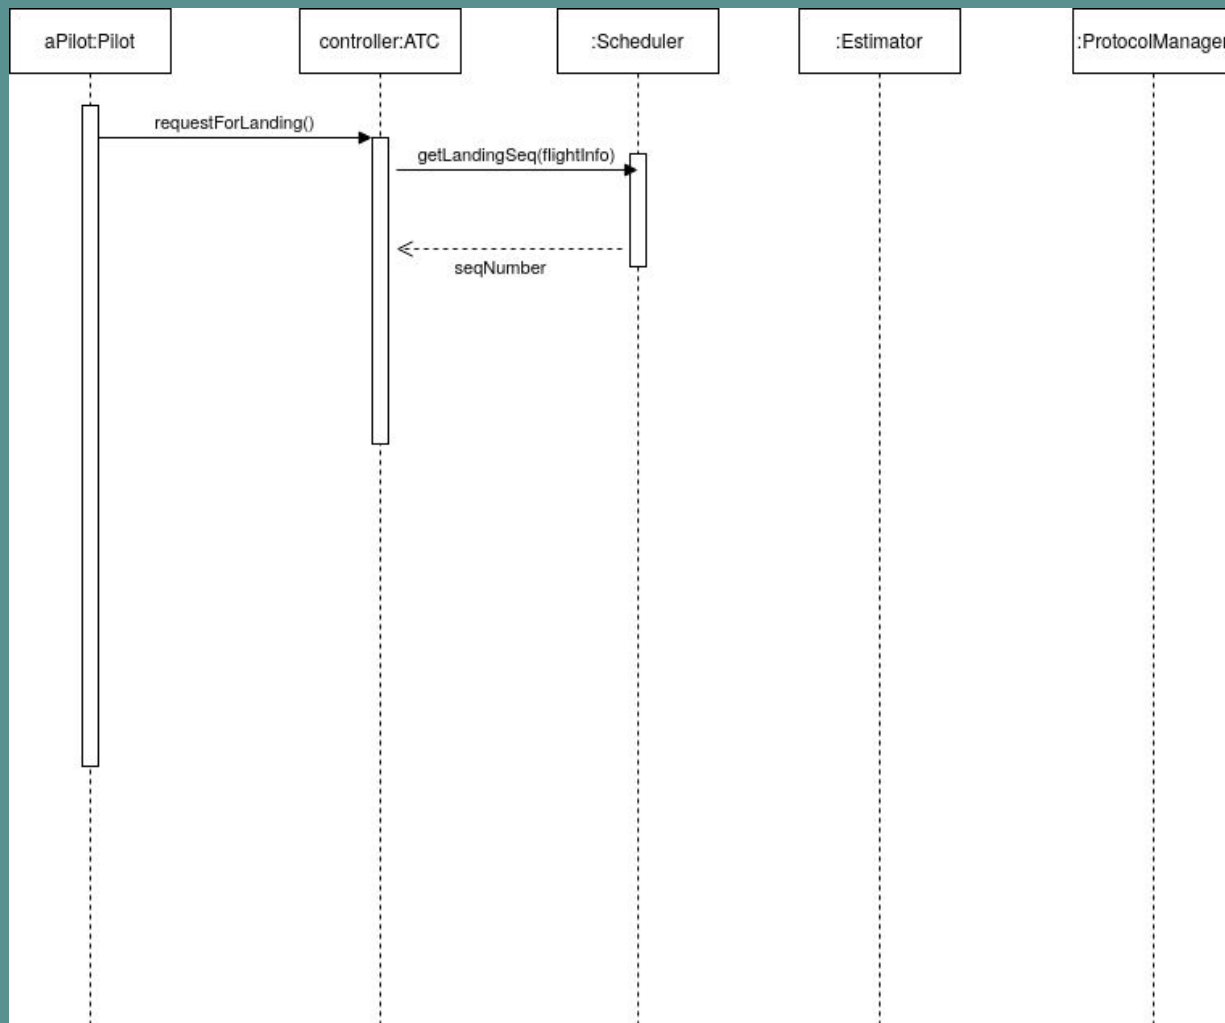 aPilot:Pilot
controller:ATC
:Scheduler
:Estimator
:ProtocolManager
requestForLanding()
getLandingSeq(flightInfo)
seqNumber